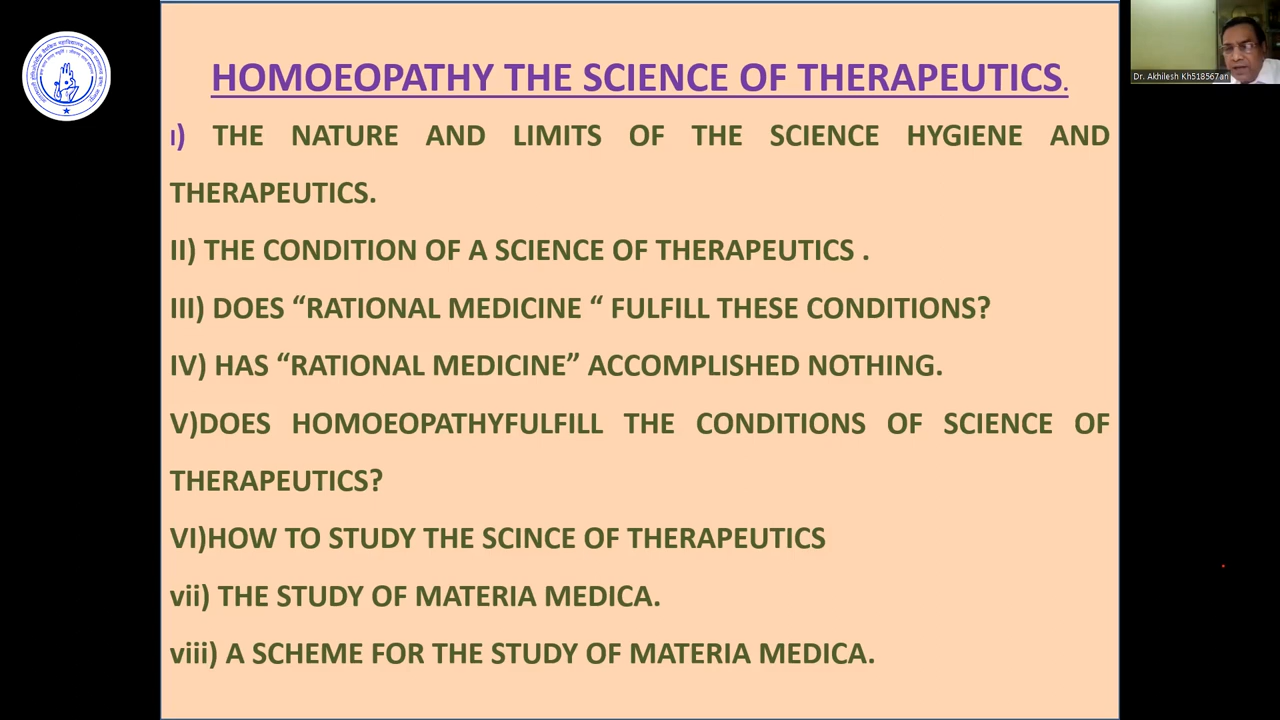 HOMOEOPATHY THE SCIENCE OF THERAPEUTICS.
I) THE NATURE AND LIMITS OF THE SCIENCE HYGIENE AND
THERAPEUTICS.
II) THE CONDITION OF A SCIENCE OF THERAPEUTICS .
III) DOES “RATIONAL MEDICINE “ FULFILL THESE CONDITIONS?
IV) HAS “RATIONAL MEDICINE” ACCOMPLISHED NOTHING.
V)DOES HOMOEOPATHYFULFILL THE CONDITIONS OF SCIENCE OF
THERAPEUTICS?
VI)HOW TO STUDY THE SCINCE OF THERAPEUTICS
vii) THE STUDY OF MATERIA MEDICA.
viii) A SCHEME FOR THE STUDY OF MATERIA MEDICA.
Dr. Akhilesh Kh518567an